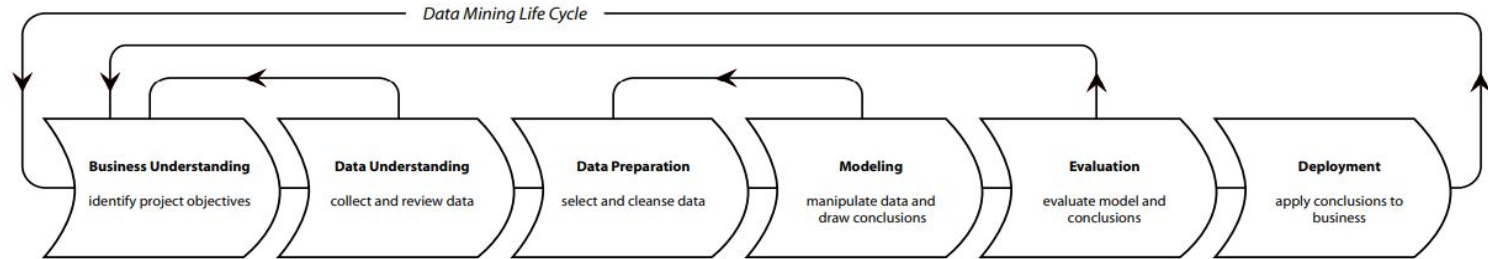 Data Mining Life Cycle
Business Understanding
identify project objectives
Data Understanding
collect and review data
Data Preparation
select and cleanse data
Modeling
manipulate data and
draw conclusions
Evaluation
evaluate model and
conclusions
Deployment
apply conclusions to
business